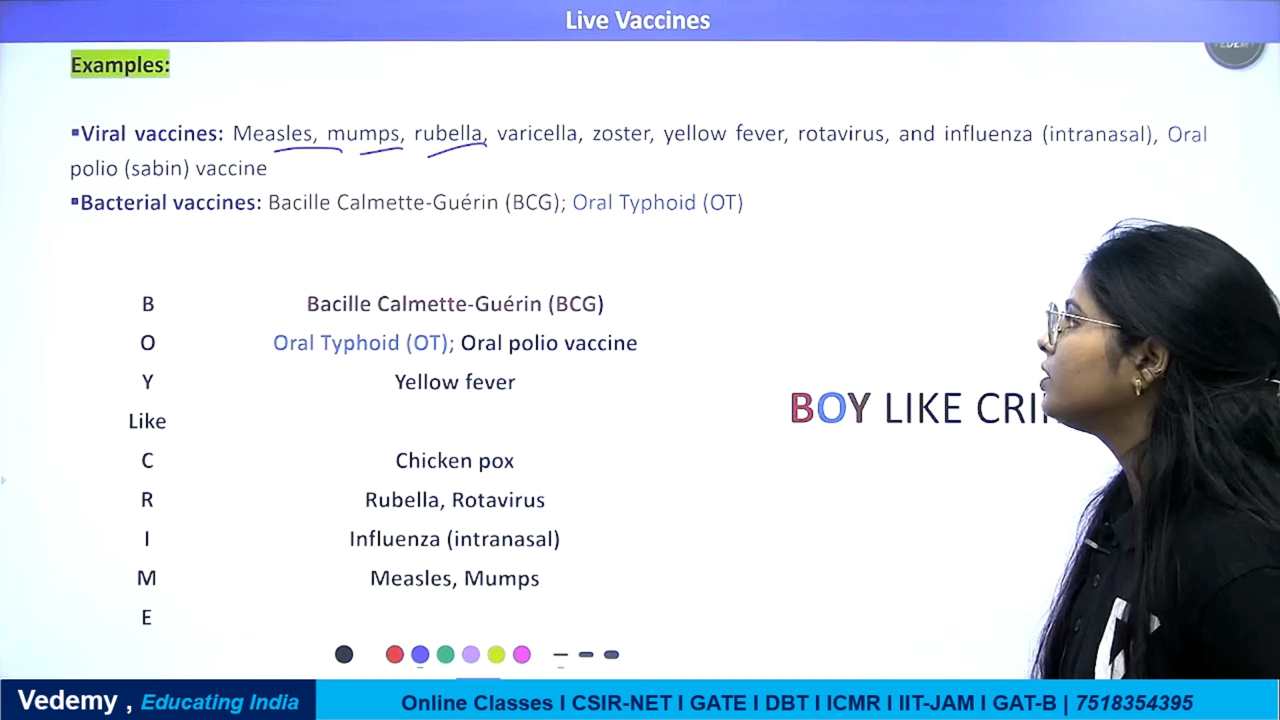 Live Vaccines
Examples:
▪Viral vaccines: Measles, mumps, rubella, varicella, zoster, yellow fever, rotavirus, and influenza (intranasal), Oral
polio (sabin) vaccine
▪Bacterial vaccines: Bacille Calmette-Guérin (BCG); Oral Typhoid (OT)
B Bacille Calmette-Guérin (BCG)
O Oral Typhoid (OT); Oral polio vaccine
Y Yellow fever
Like
C Chicken pox
R Rubella, Rotavirus
I Influenza (intranasal)
M Measles, Mumps
E
BOY LIKE CRI
Vedemy , Educating India
Online Classes I CSIR-NET I GATE I DBT I ICMR I IIT-JAM I GAT-B | 7518354395